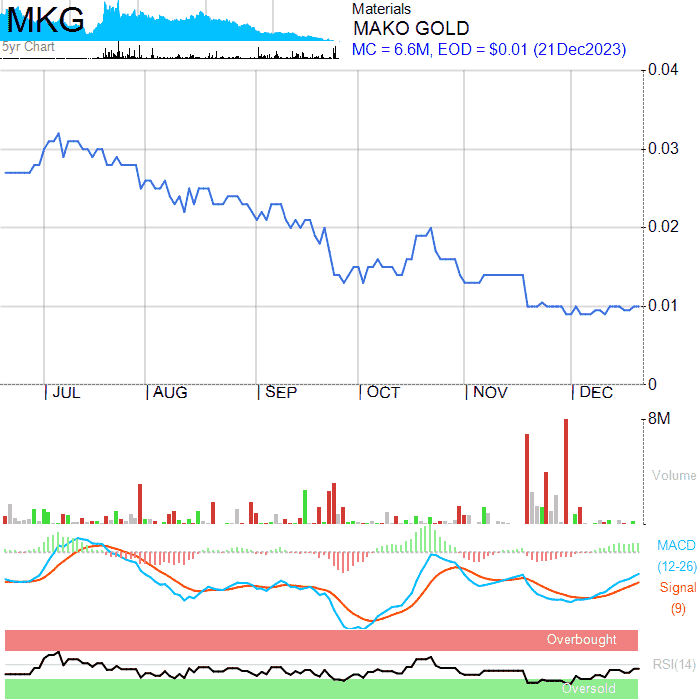 MKG
5yr Chart
Materials
MAKO GOLD
MC = 6.6M, EOD = $0.01 (21Dec2023)
0.04
0.03
0.02
0.01
0
JUL AUG SEP OCT NOV DEC
8M
Volume
MACD
(12-26)
Signal
(9)
Overbought
RSI(14)
Oversold